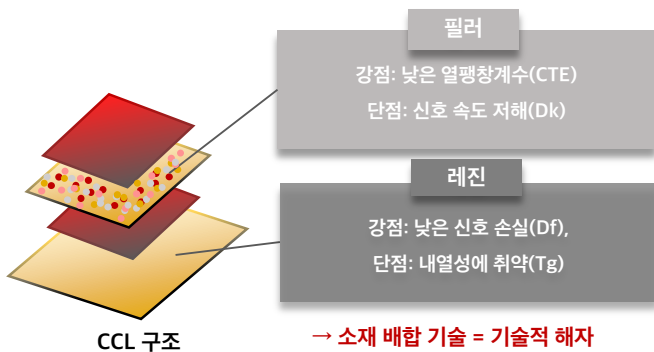 필러
강점: 낮은 열팽창계수(CTE)
단점: 신호 속도 저해(Dk)
레진
강점: 낮은 신호 손실(Df),
단점: 내열성에 취약(Tg)
CCL 구조
→ 소재 배합 기술 = 기술적 해자